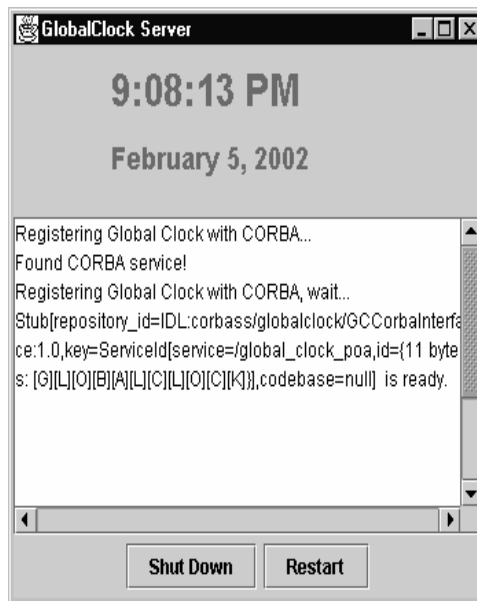 GlobalClock Server
9:08:13 PM
February 5, 2002
Registering Global Clock with CORBA...
Found CORBA service!
Registering Global Clock with CORBA, wait...
Stub[repository_id=IDL:corbass/globalclock/GCCorbaInterfa
ce:1.0,key=ServiceId[service=/global_clock_poa,id={11 byte
s: [G][L][O][B][A][L][C][L][O][C][K]}],codebase=null]  is ready.
Shut Down
Restart